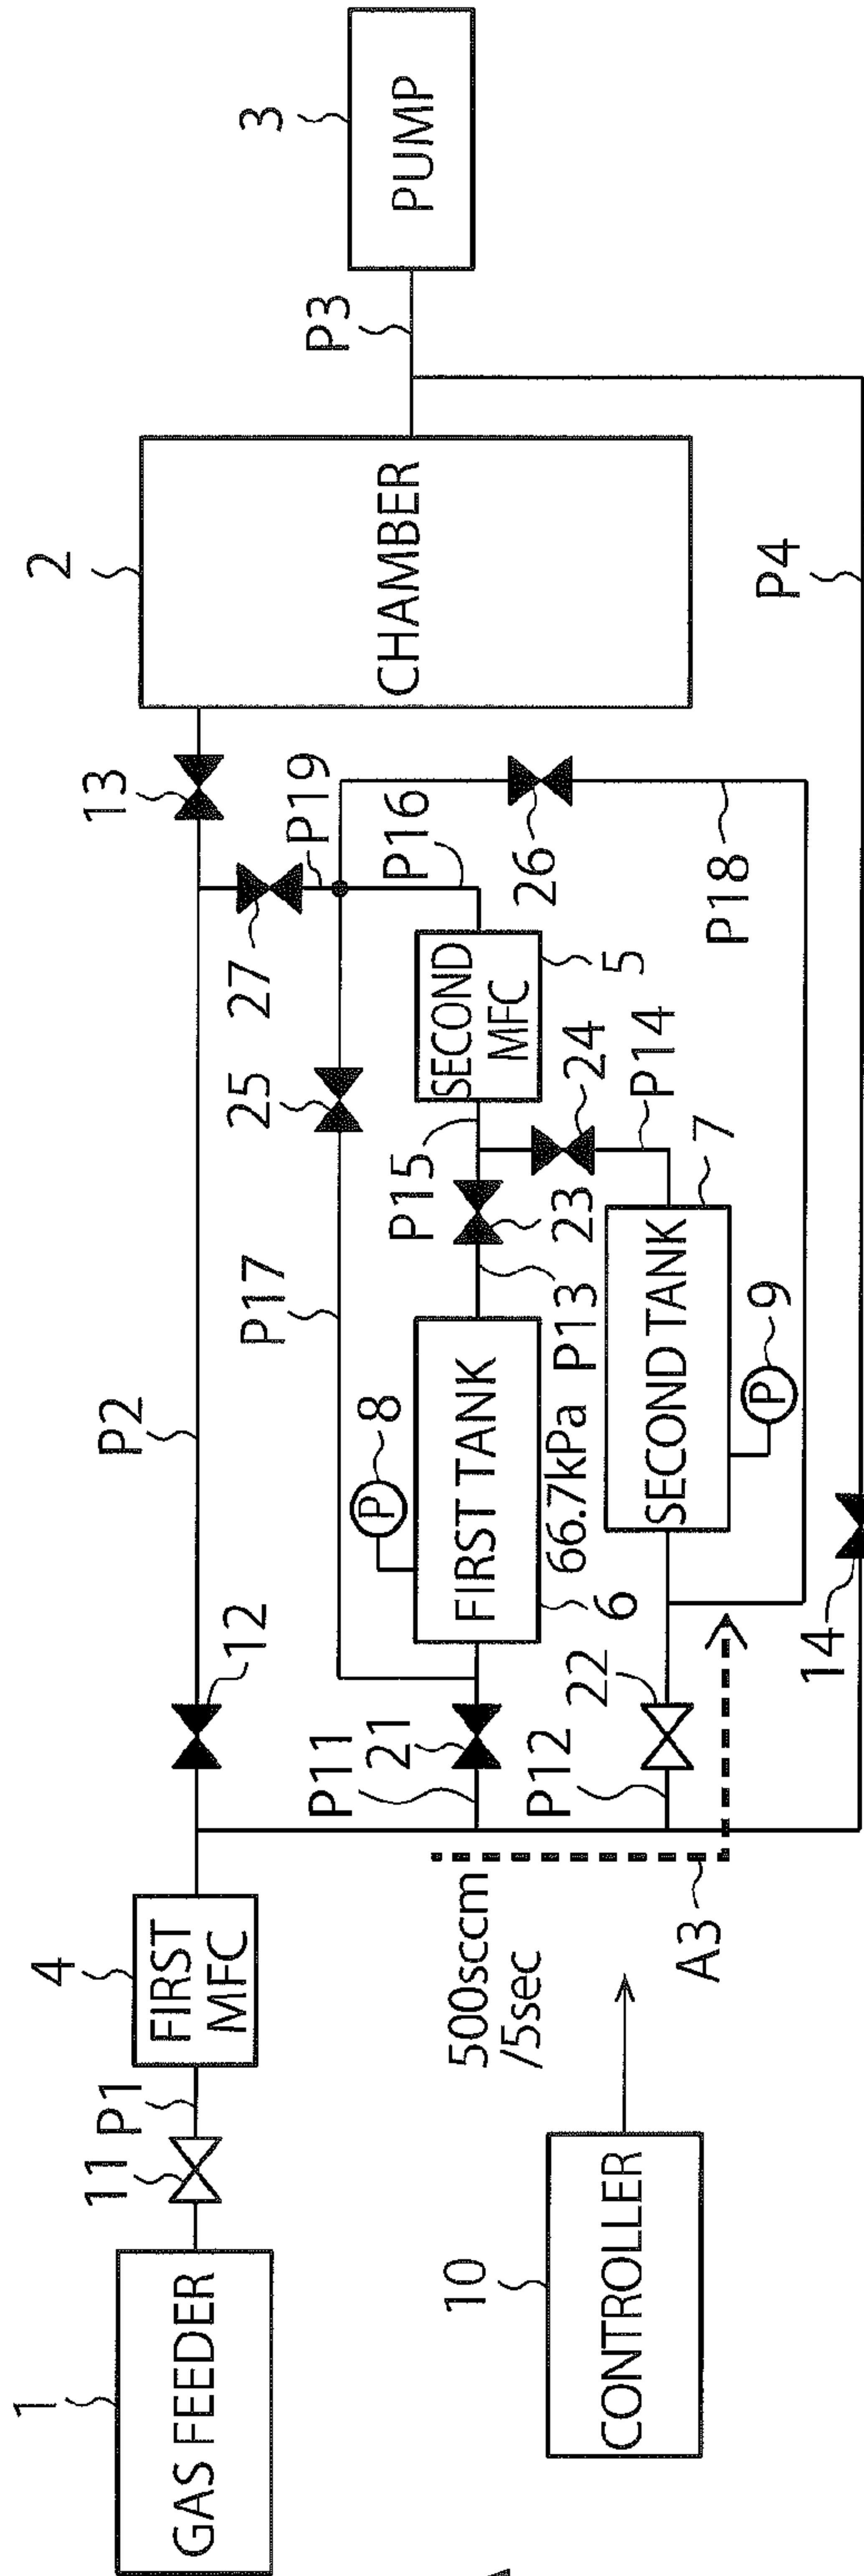 1
GAS FEEDER
11
P1
4
FIRST
MFC
12
P2
13
2
CHAMBER
P3
3
PUMP
27
P19
P17
25
P16
26
P18
P11
21
8
P
FIRST TANK
6
66.7kPa
P13
23
P15
SECOND
MFC
5
24
P14
P12
22
SECOND TANK
7
9
P
14
P4
500sccm
/5sec
A3
10
CONTROLLER